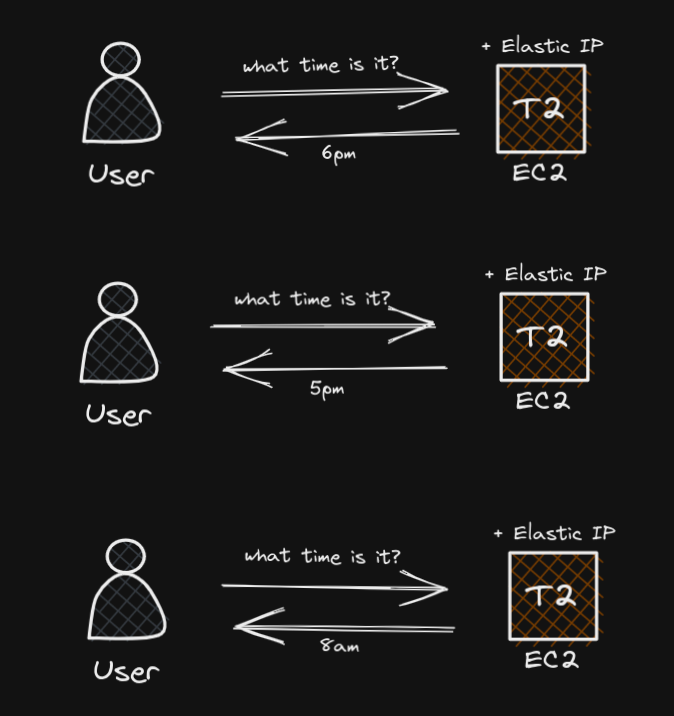 + Elastic IP
what time is it?
T2
6pm
User
EC2
+ Elastic IP
what time is it?
T2
5pm
User
EC2
+ Elastic IP
what time is it?
T2
8am
User
EC2